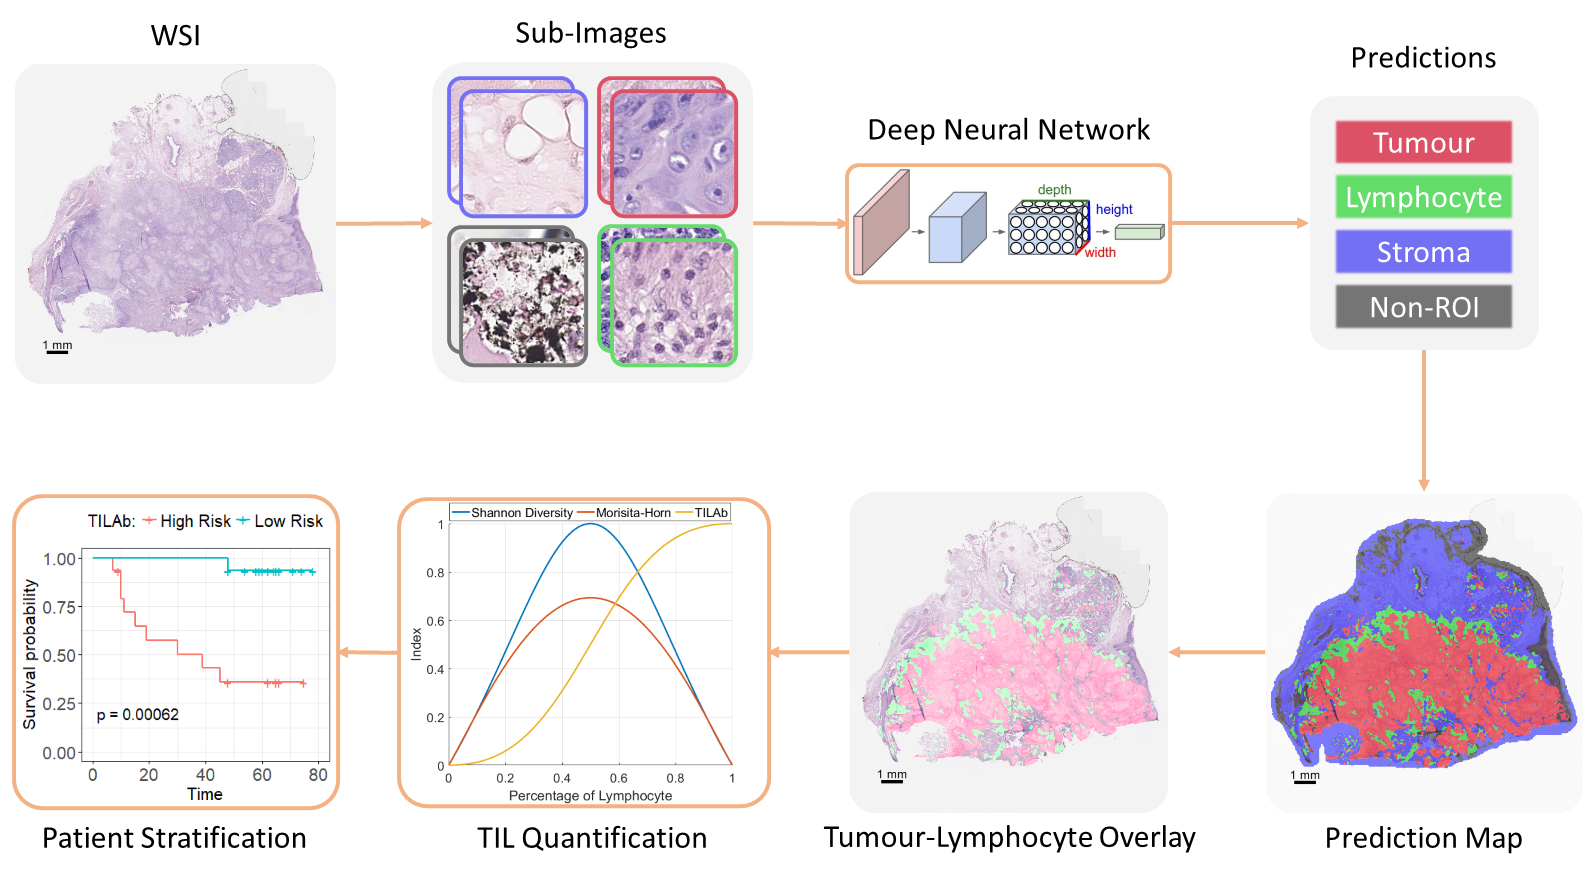 WSI
Sub-Images
Deep Neural Network
Predictions
1 mm
depth
height
width
Tumour
Lymphocyte
Stroma
Non-ROI
TILAb: High Risk Low Risk
Survival probability
1.00
0.75
0.50
0.25
0.00
p = 0.00062
0 20 40 60 80
Time
Patient Stratification
Shannon Diversity Morisita-Horn TILAb
Index
1
0.8
0.6
0.4
0.2
0
0 0.2 0.4 0.6 0.8 1
Percentage of Lymphocyte
TIL Quantification
1 mm
Tumour-Lymphocyte Overlay
1 mm
Prediction Map